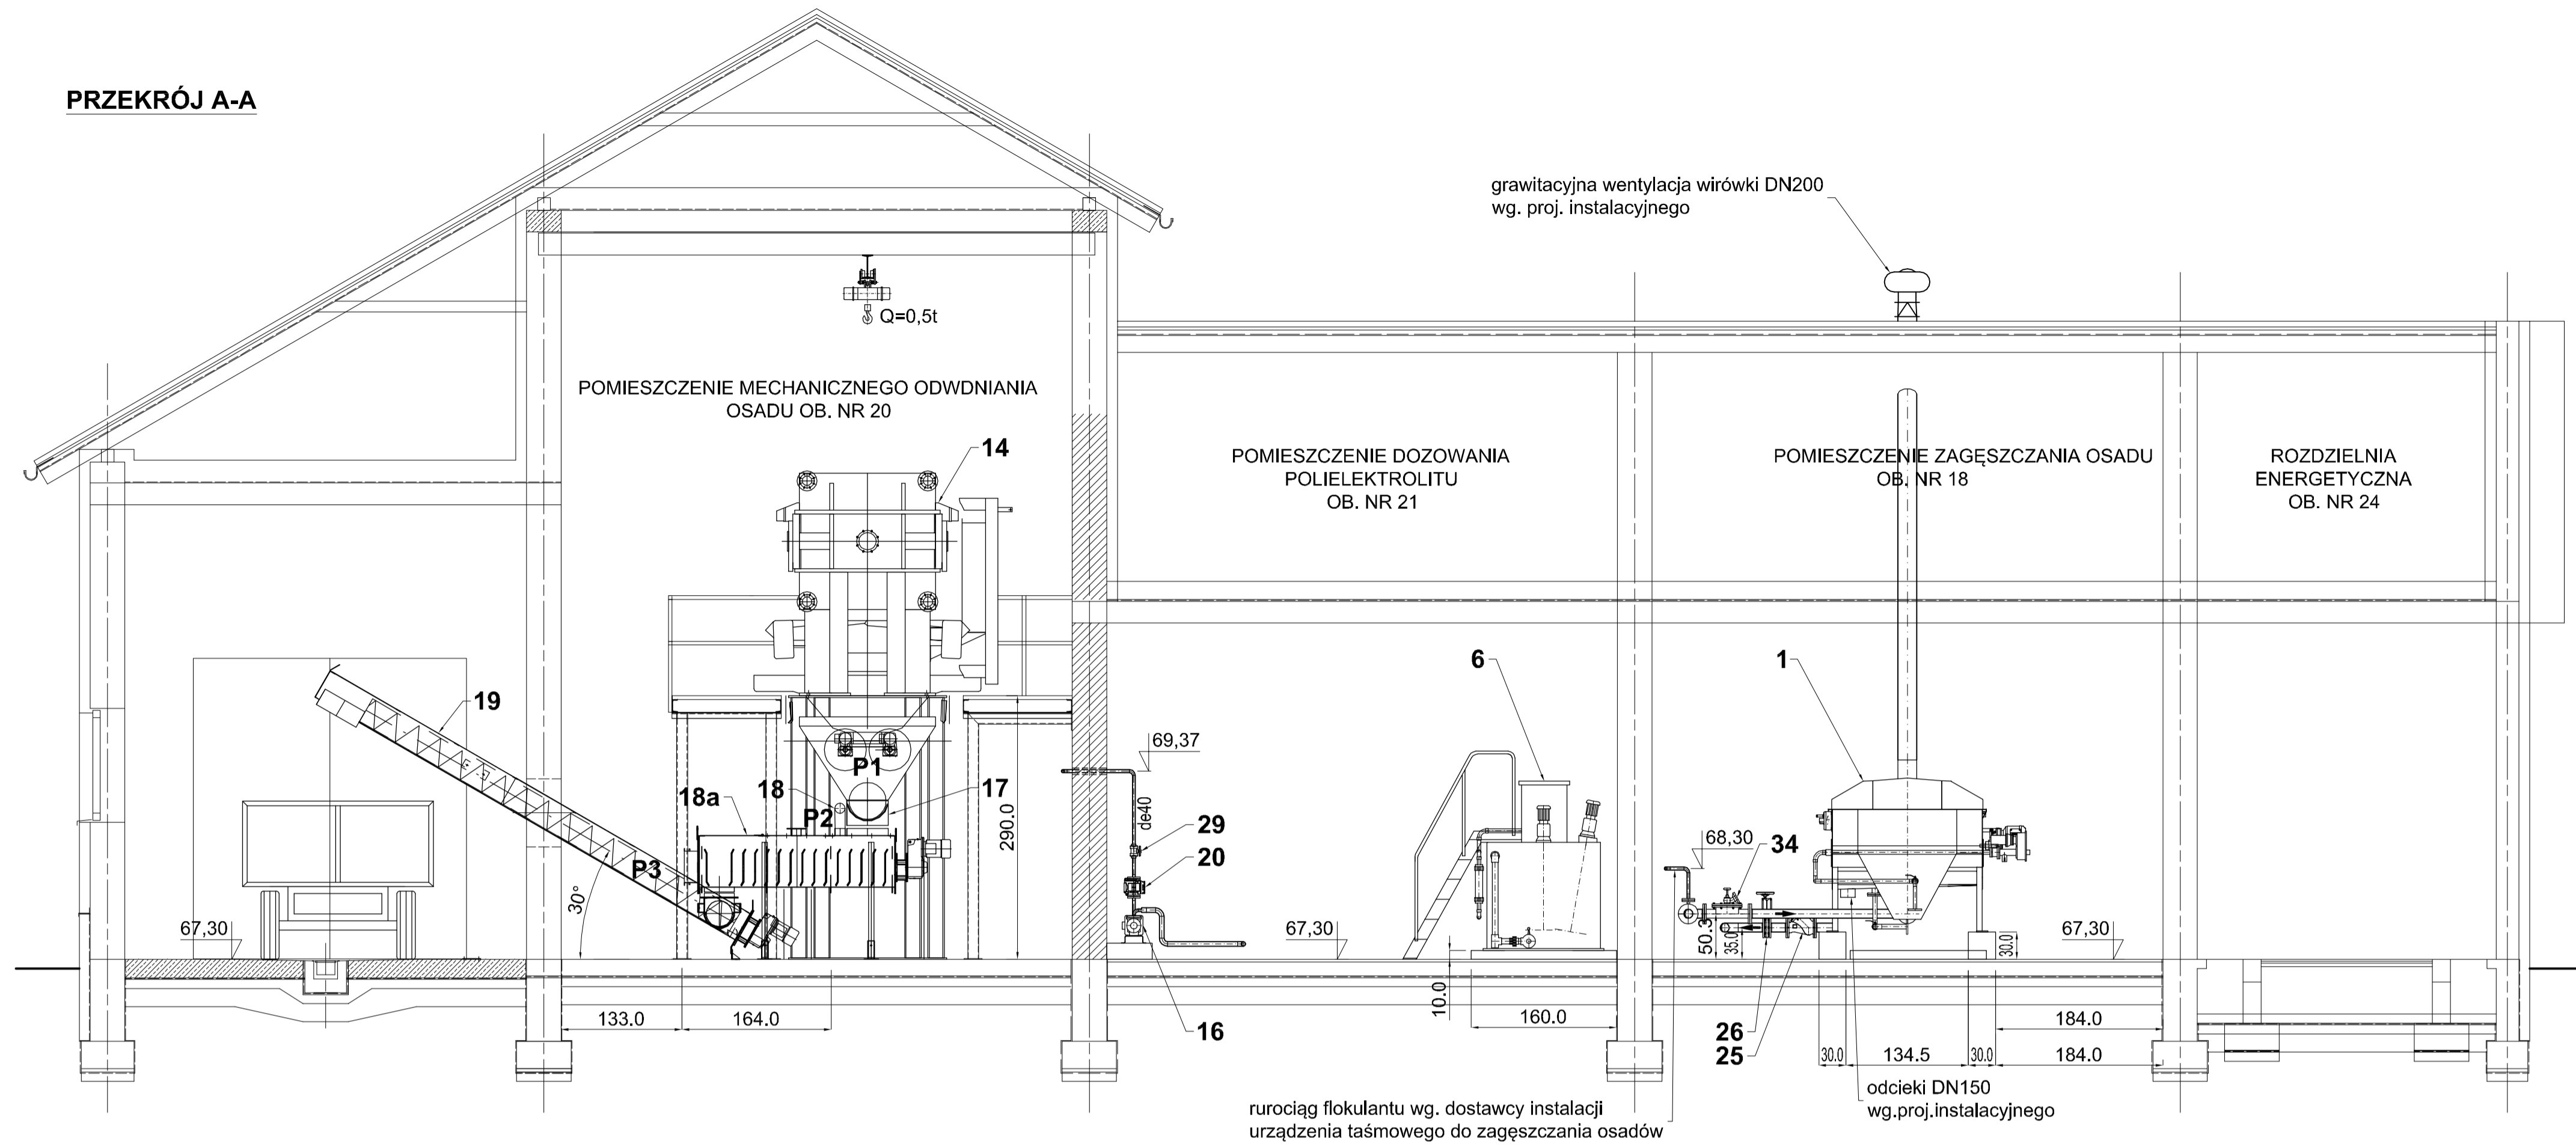 PRZEKRÓJ A-A
grawitacyjna wentylacja wirówki DN200
wg. proj. instalacyjnego
Q=0,5t
POMIESZCZENIE MECHANICZNEGO ODWDNIANIA
OSADU OB. NR 20
14
POMIESZCZENIE DOZOWANIA
POLIELEKTROLITU
OB. NR 21
POMIESZCZENIE ZAGĘSZCZANIA OSADU
OB. NR 18
ROZDZIELNIA
ENERGETYCZNA
OB. NR 24
19
6
1
69,37
P1
18a
18
17
P2
290.0
de40
29
20
68,30
34
P3
30°
67,30
67,30
50.3
35.0
30.0
67,30
10.0
133.0
164.0
16
160.0
26
25
184.0
30.0
134.5
30.0
184.0
odcieki DN150
wg.proj.instalacyjnego
rurociąg flokulantu wg. dostawcy instalacji
urządzenia taśmowego do zagęszczania osadów